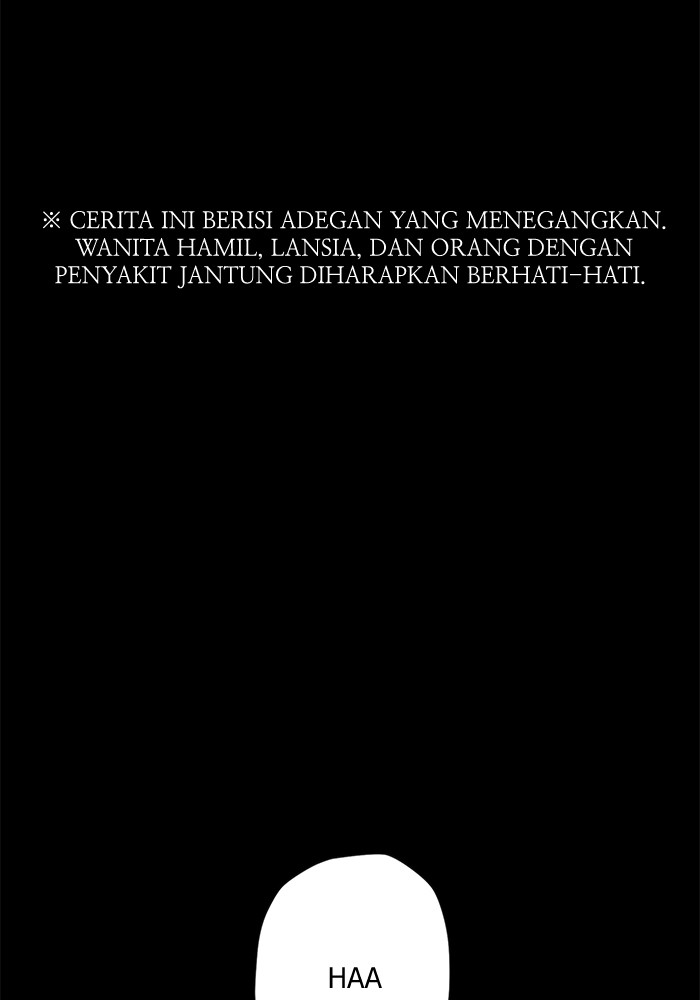 ※ CERITA INI BERISI ADEGAN YANG MENEGANGKAN.
WANITA HAMIL, LANSIA, DAN ORANG DENGAN
PENYAKIT JANTUNG DIHARAPKAN BERHATI-HATI.
HAA